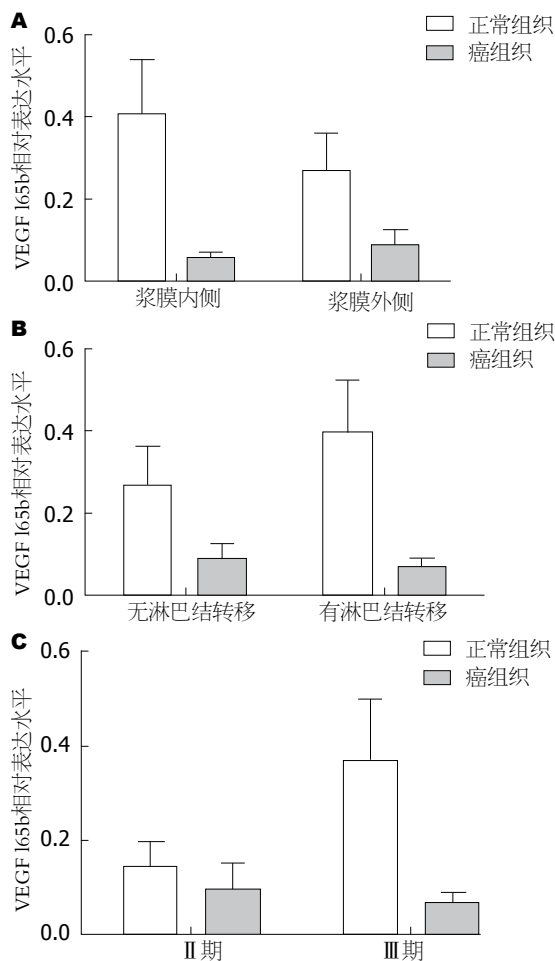 A
正常组织
癌组织
VEGF 165b相对表达水平
0.6
0.4
0.2
0.0
浆膜内侧
浆膜外侧
B
正常组织
癌组织
VEGF 165b相对表达水平
0.6
0.4
0.2
0.0
无淋巴结转移
有淋巴结转移
C
正常组织
癌组织
VEGF 165b相对表达水平
0.6
0.4
0.2
0.0
Ⅱ期
Ⅲ期